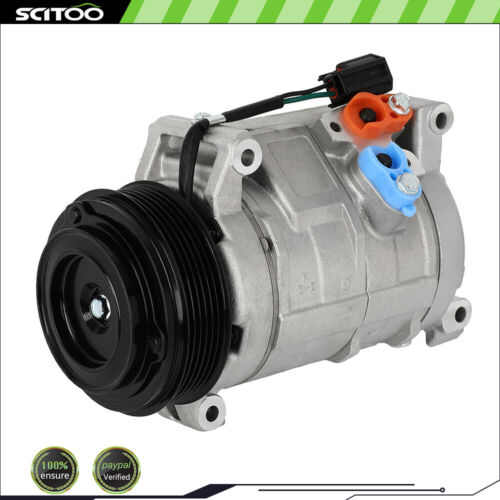 SCITOO
100%
ensure
paypal
Verified